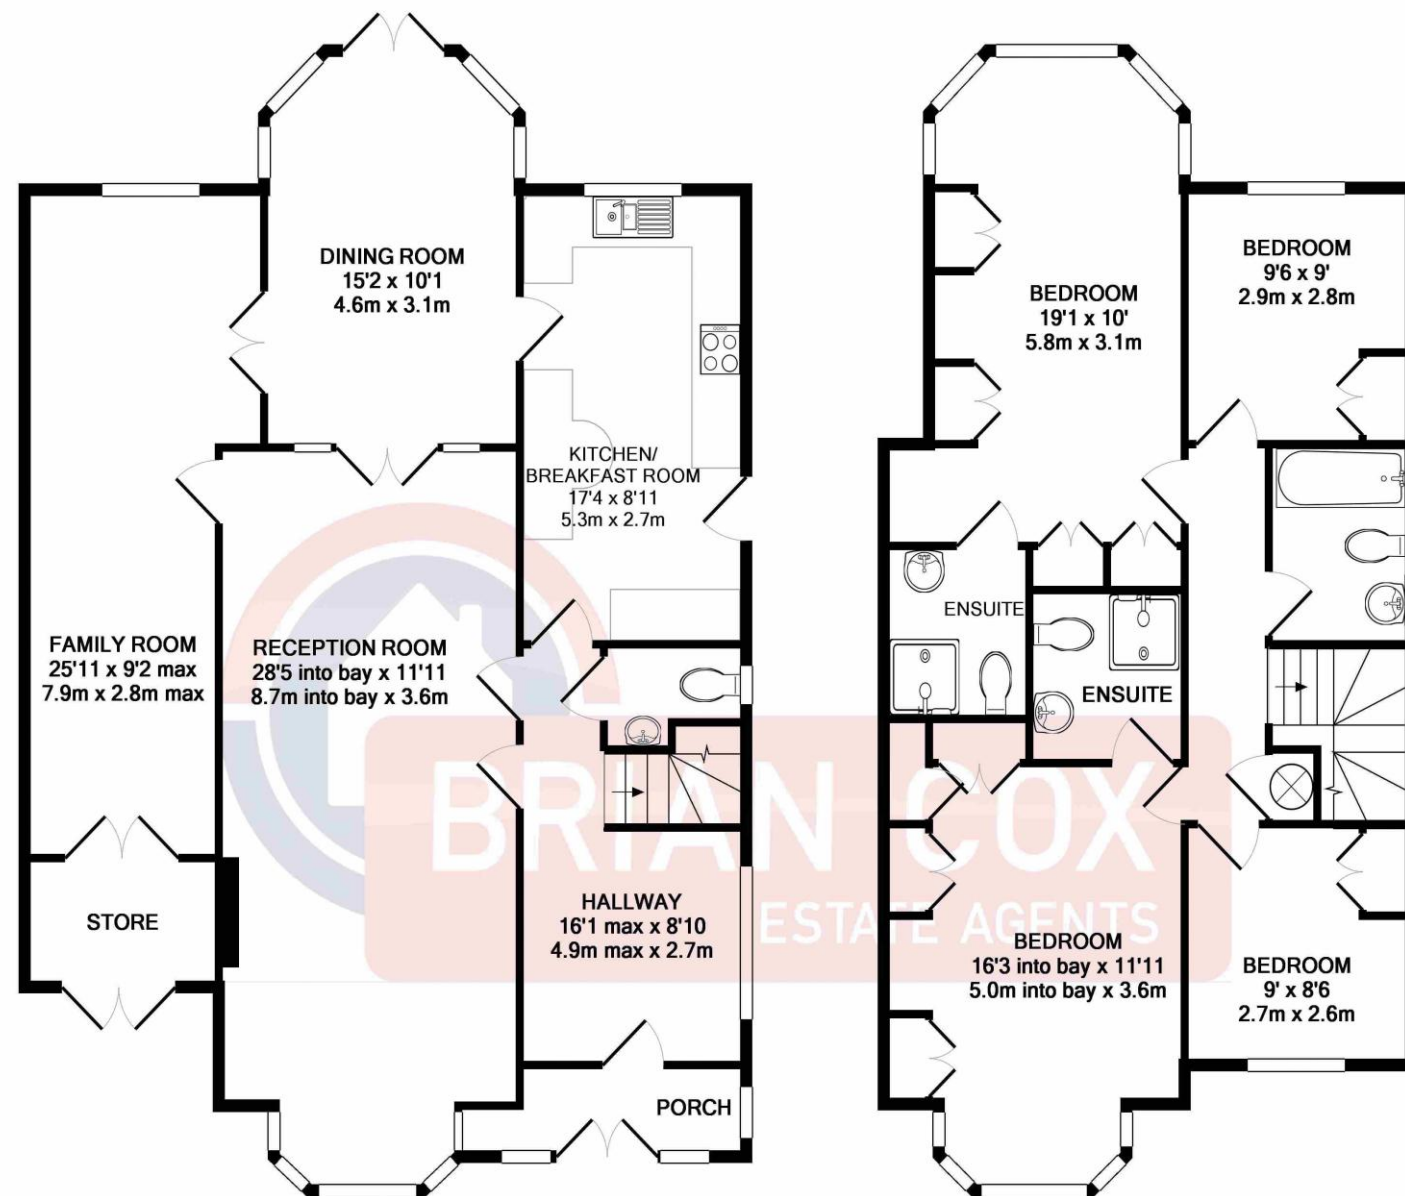 DINING ROOM
15'2 x 10'1
4.6m x 3.1m
KITCHEN/
BREAKFAST ROOM
17'4 x 8'11
5.3m x 2.7m
FAMILY ROOM
25'11 x 9'2 max
7.9m x 2.8m max
RECEPTION ROOM
28'5 into bay x 11'11
8.7m into bay x 3.6m
STORE
HALLWAY
16'1 max x 8'10
4.9m max x 2.7m
PORCH
BEDROOM
19'1 x 10'
5.8m x 3.1m
BEDROOM
9'6 x 9'
2.9m x 2.8m
ENSUITE
ENSUITE
BEDROOM
16'3 into bay x 11'11
5.0m into bay x 3.6m
BEDROOM
9' x 8'6
2.7m x 2.6m
BRIAN COX
ESTATE AGENTS